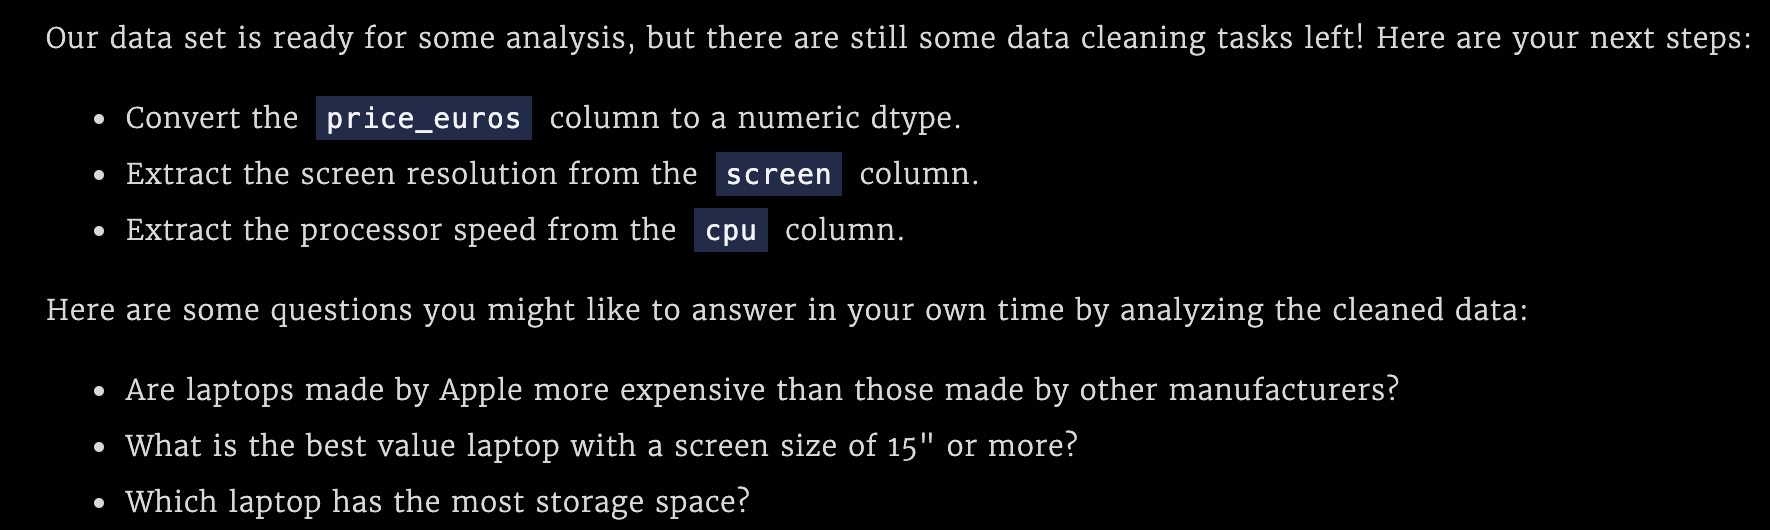 Our data set is ready for some analysis, but there are still some data cleaning tasks left! Here are your next steps:
• Convert the price_euros column to a numeric dtype.
• Extract the screen resolution from the screen column.
• Extract the processor speed from the cpu column.
Here are some questions you might like to answer in your own time by analyzing the cleaned data:
• Are laptops made by Apple more expensive than those made by other manufacturers?
• What is the best value laptop with a screen size of 15" or more?
• Which laptop has the most storage space?